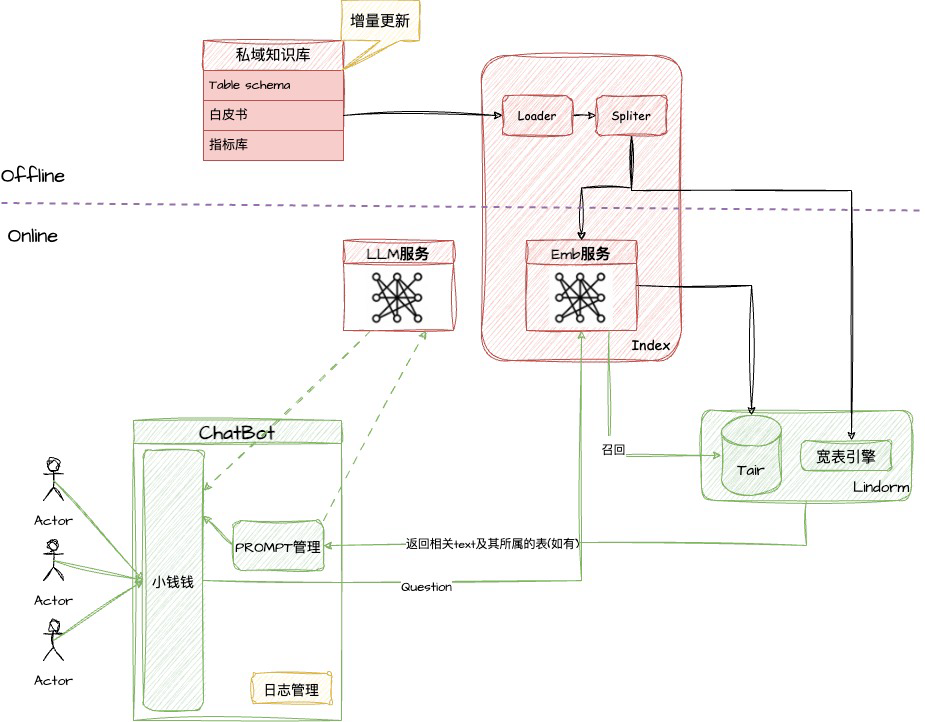 增量更新
私域知识库
Table schema
白皮书
指标库
Loader
Spliter
Offline
Online
LLM服务
Emb服务
Index
ChatBot
召回
Tair
宽表引擎
Lindorm
Actor
PROMPT管理
返回相关text及其所属的表(如有)
小钱钱
Question
Actor
Actor
日志管理